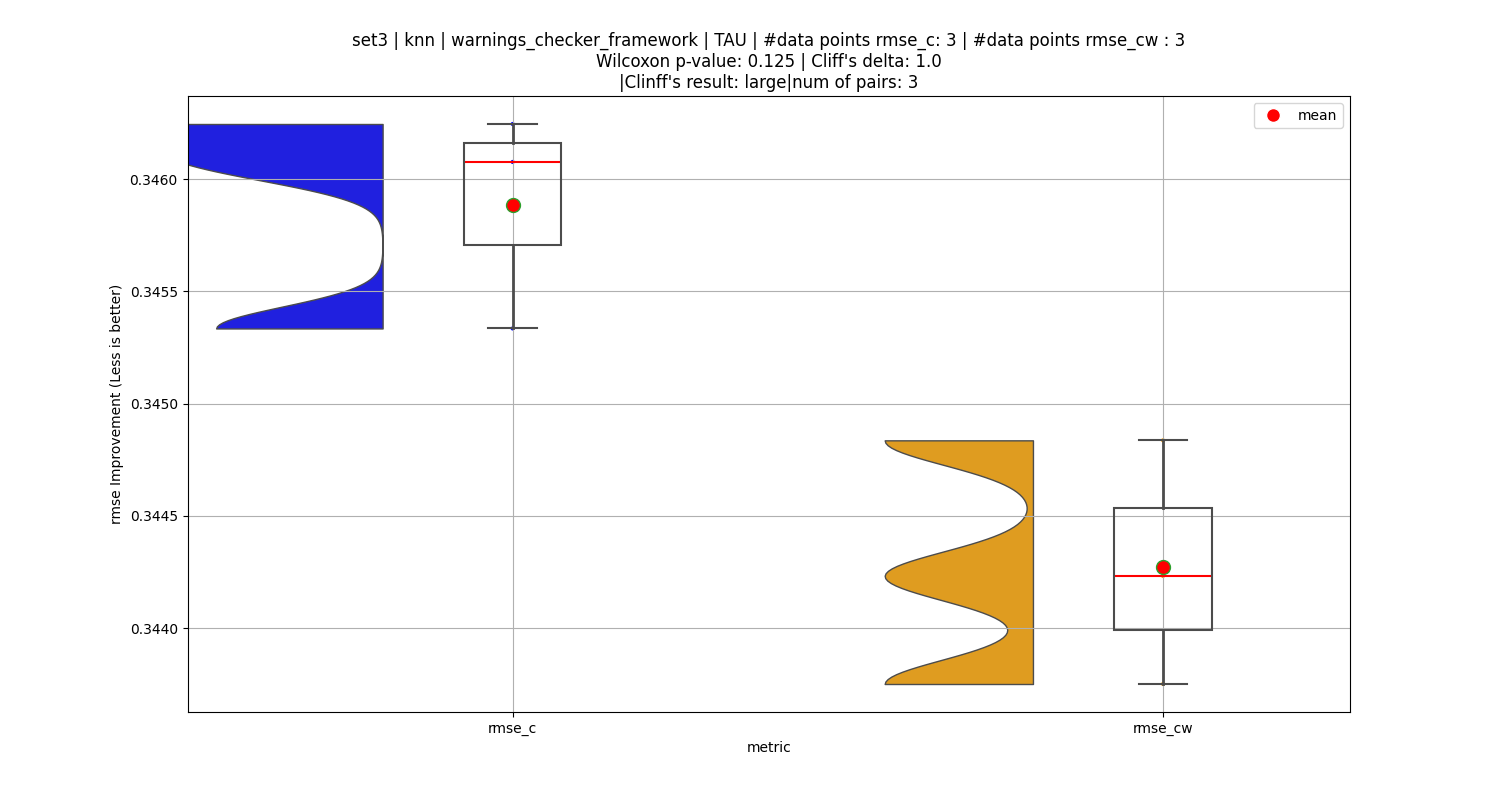 set3 | knn | warnings_checker_framework | TAU | #data points rmse_c: 3 | #data points rmse_cw : 3
Wilcoxon p-value: 0.125 | Cliff's delta: 1.0
|Clinff's result: large|num of pairs: 3
mean
rmse Improvement (Less is better)
0.3460
0.3455
0.3450
0.3445
0.3440
rmse_c
rmse_cw
metric